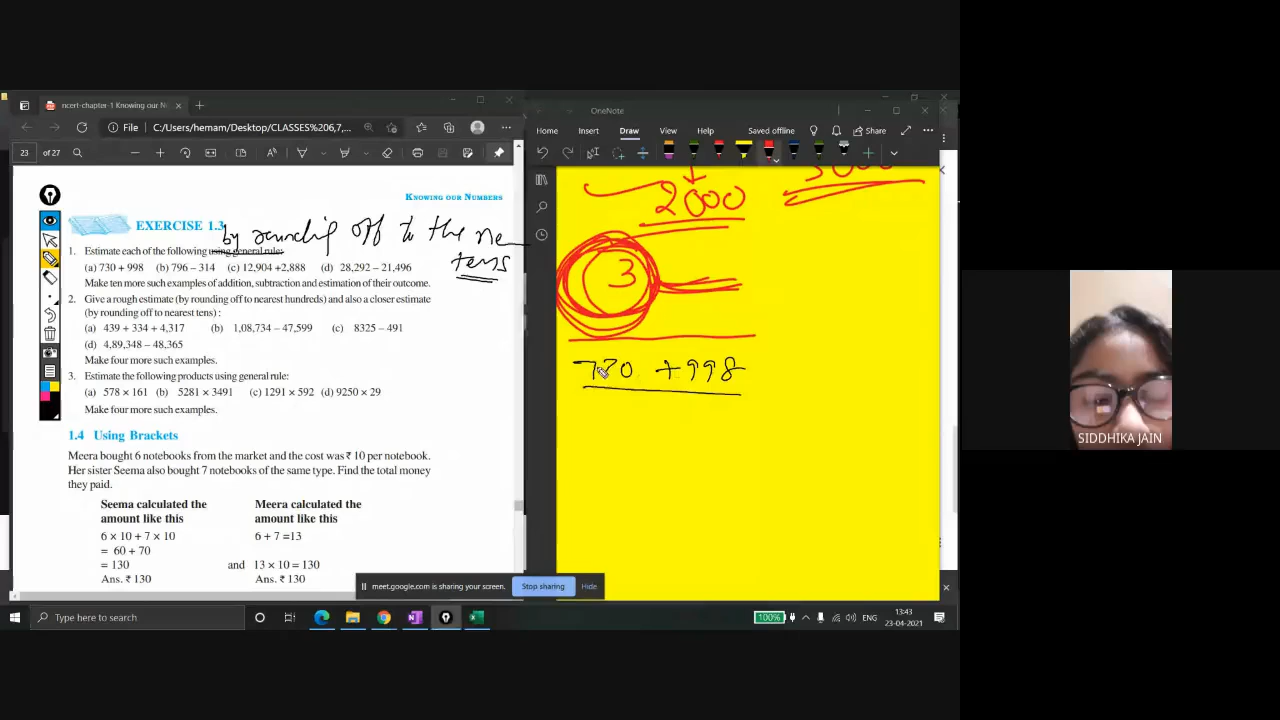 ncert-chapter-1 Knowing our N
File C:/Users/hemam/Desktop/CLASSES%206,7,...
23 of 27
KNOWING OUR NUMBERS
EXERCISE 1.3
by rounding off to the ne
tens
1. Estimate each of the following using general rule:
(a) 730 + 998 (b) 796 – 314 (c) 12,904 +2,888 (d) 28,292 – 21,496
Make ten more such examples of addition, subtraction and estimation of their outcome.
2. Give a rough estimate (by rounding off to nearest hundreds) and also a closer estimate
(by rounding off to nearest tens) :
(a) 439 + 334 + 4,317 (b) 1,08,734 – 47,599 (c) 8325 – 491
(d) 4,89,348 – 48,365
Make four more such examples.
3. Estimate the following products using general rule:
(a) 578 × 161 (b) 5281 × 3491 (c) 1291 × 592 (d) 9250 × 29
Make four more such examples.
1.4 Using Brackets
Meera bought 6 notebooks from the market and the cost was ₹ 10 per notebook.
Her sister Seema also bought 7 notebooks of the same type. Find the total money
they paid.
Seema calculated the
amount like this
6 × 10 + 7 × 10
= 60 + 70
= 130
Ans. ₹ 130
Meera calculated the
amount like this
6 + 7 =13
and 13 × 10 = 130
Ans. ₹ 130
OneNote
Home Insert Draw View Help Saved offline Share
2000
3
730 + 998
meet.google.com is sharing your screen. Stop sharing Hide
Type here to search
100%
ENG
13:43
23-04-2021
SIDDHIKA JAIN